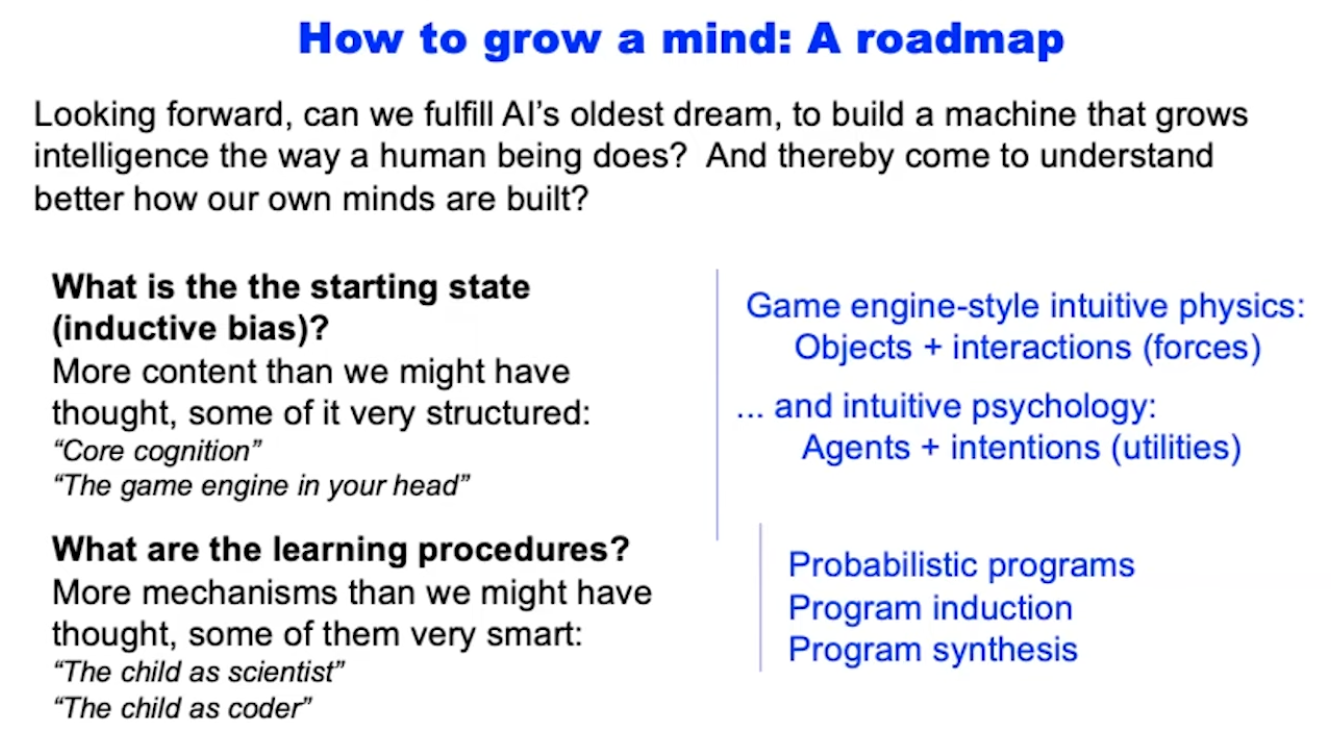 How to grow a mind: A roadmap
Looking forward, can we fulfill AI’s oldest dream, to build a machine that grows
intelligence the way a human being does?  And thereby come to understand
better how our own minds are built?
What is the the starting state
(inductive bias)?
More content than we might have
thought, some of it very structured:
“Core cognition”
“The game engine in your head”
Game engine-style intuitive physics:
Objects + interactions (forces)
... and intuitive psychology:
Agents + intentions (utilities)
What are the learning procedures?
More mechanisms than we might have
thought, some of them very smart:
“The child as scientist”
“The child as coder”
Probabilistic programs
Program induction
Program synthesis